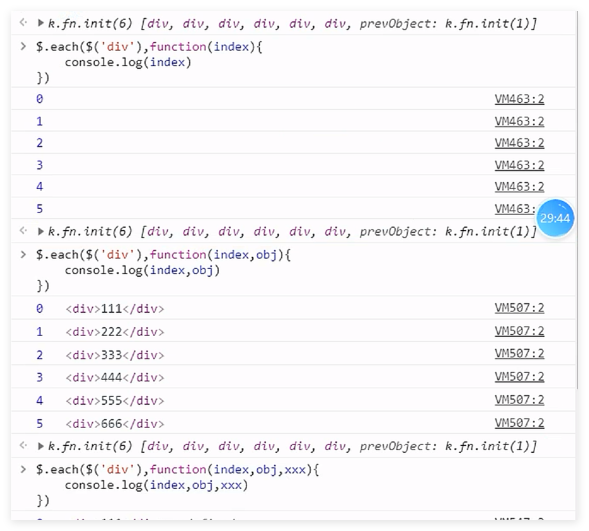 k.fn.init(6) [div, div, div, div, div, div, prevObject: k.fn.init(1)]
$.each($('div'),function(index){
console.log(index)
})
0 VM463:2
1 VM463:2
2 VM463:2
3 VM463:2
4 VM463:2
5 VM463:
29:44
k.fn.init(6) [div, div, div, div, div, div, prevObject: k.fn.init(1)]
$.each($('div'),function(index,obj){
console.log(index,obj)
})
0 <div>111</div> VM507:2
1 <div>222</div> VM507:2
2 <div>333</div> VM507:2
3 <div>444</div> VM507:2
4 <div>555</div> VM507:2
5 <div>666</div> VM507:2
k.fn.init(6) [div, div, div, div, div, div, prevObject: k.fn.init(1)]
$.each($('div'),function(index,obj,xxx){
console.log(index,obj,xxx)
})